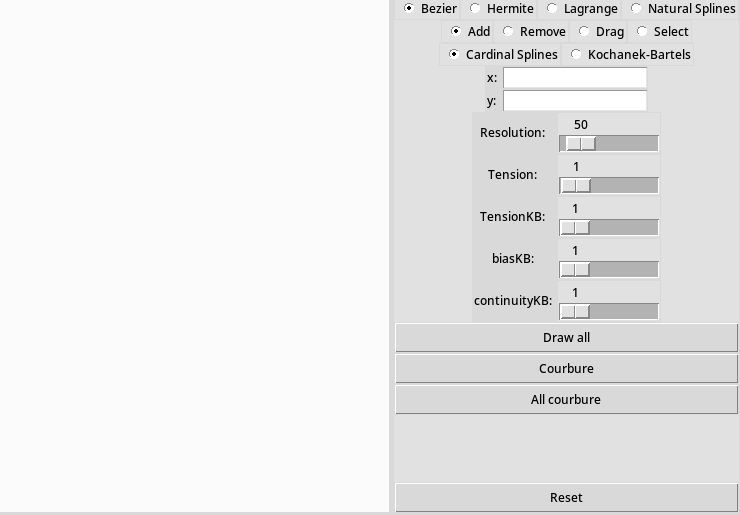 Bezier Hermite Lagrange Natural Splines
Add Remove Drag Select
Cardinal Splines Kochanek-Bartels
x:
y:
50
Resolution:
1
Tension:
1
TensionKB:
1
biasKB:
1
continuityKB:
Draw all
Courbure
All courbure
Reset